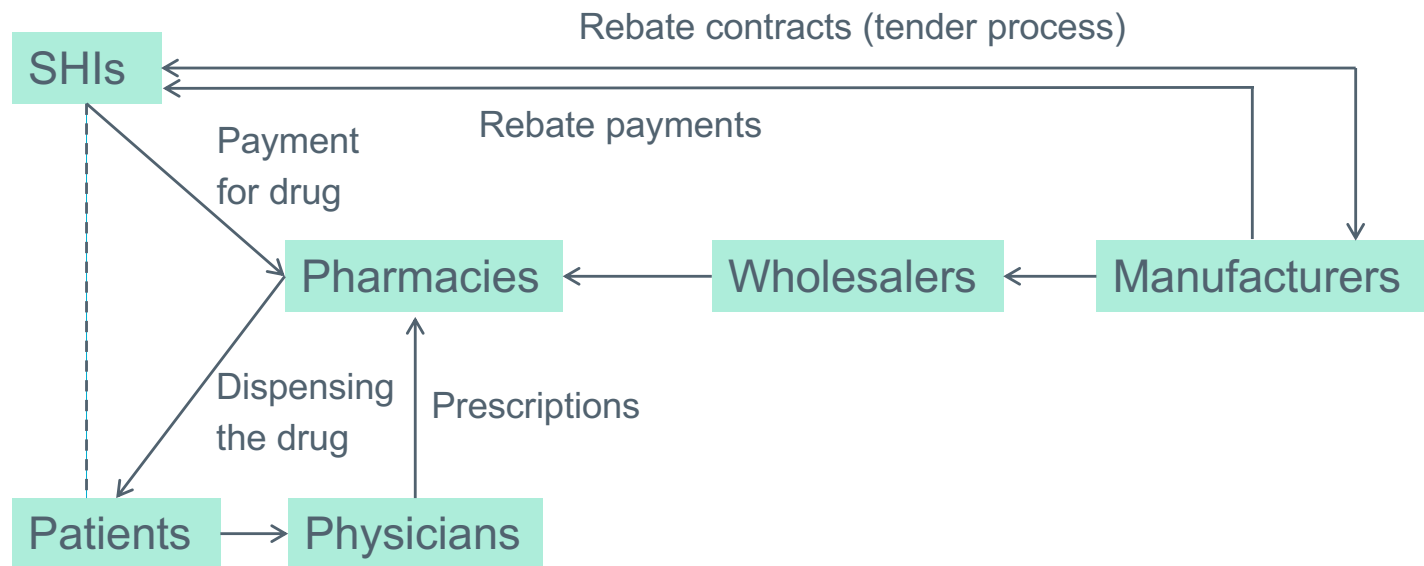 Rebate contracts (tender process)
SHIs
Rebate payments
Payment
for drug
Pharmacies
Wholesalers
Manufacturers
Dispensing
the drug
Prescriptions
Patients
Physicians